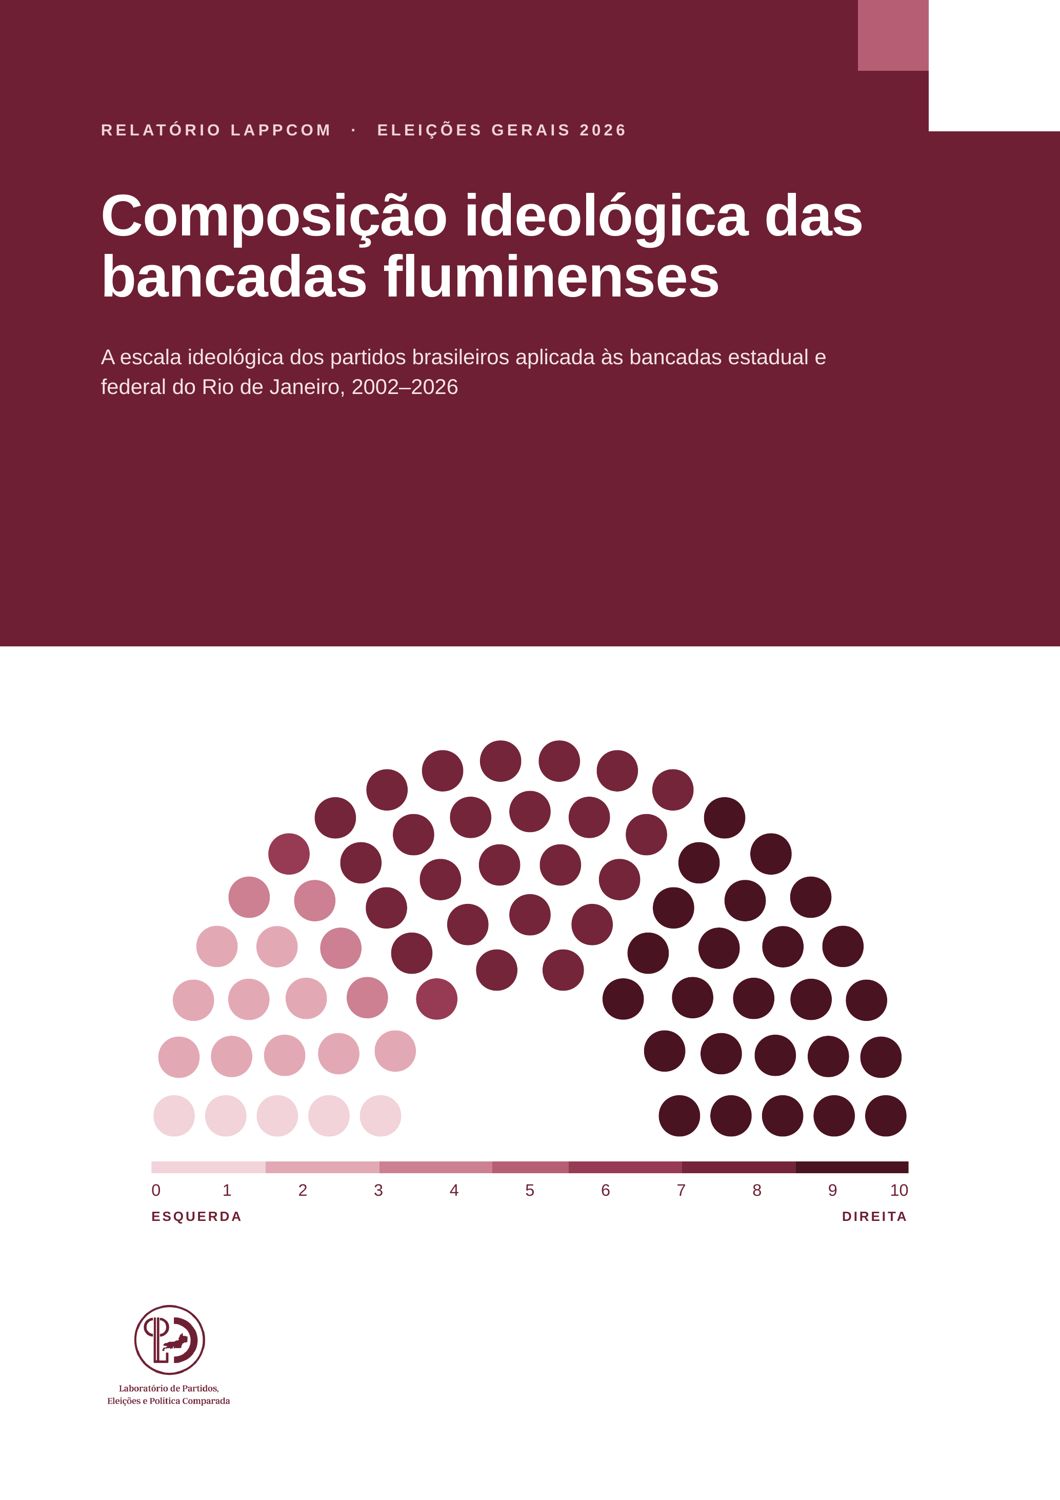 RELATÓRIO LAPPCOM · ELEIÇÕES GERAIS 2026
Composição ideológica das
bancadas fluminenses
A escala ideológica dos partidos brasileiros aplicada às bancadas estadual e
federal do Rio de Janeiro, 2002–2026
0 1 2 3 4 5 6 7 8 9 10
ESQUERDA DIREITA
Laboratório de Partidos,
Eleições e Política Comparada